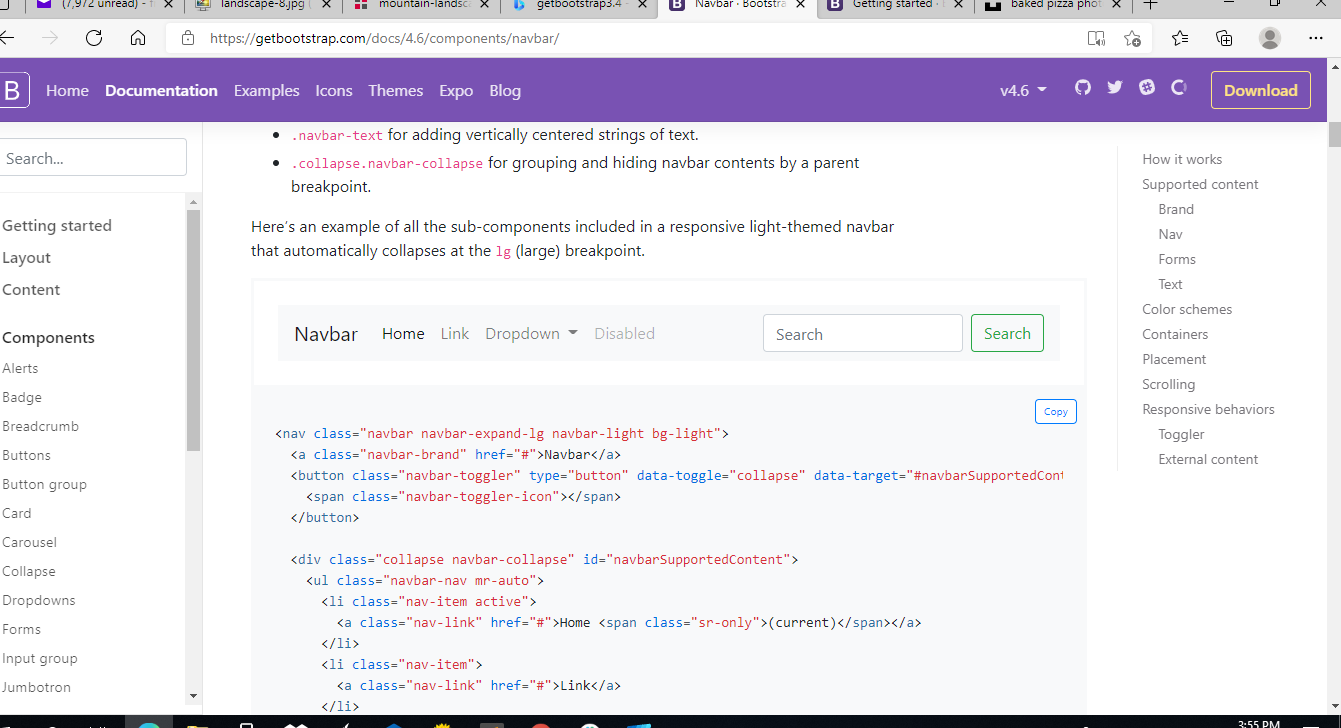 (7,972 unread) - f
landscape-8.jpg (
mountain-landsca
getbootstrap3.4 -
Navbar · Bootstra
Getting started ·
baked pizza phot
https://getbootstrap.com/docs/4.6/components/navbar/
B
Home
Documentation
Examples
Icons
Themes
Expo
Blog
v4.6
Download
Search...
Getting started
Layout
Content
Components
Alerts
Badge
Breadcrumb
Buttons
Button group
Card
Carousel
Collapse
Dropdowns
Forms
Input group
Jumbotron
.navbar-text for adding vertically centered strings of text.
.collapse.navbar-collapse for grouping and hiding navbar contents by a parent
breakpoint.
Here's an example of all the sub-components included in a responsive light-themed navbar
that automatically collapses at the lg (large) breakpoint.
Navbar
Home
Link
Dropdown
Disabled
Search
Search
Copy
<nav class="navbar navbar-expand-lg navbar-light bg-light">
<a class="navbar-brand" href="#">Navbar</a>
<button class="navbar-toggler" type="button" data-toggle="collapse" data-target="#navbarSupportedCont
<span class="navbar-toggler-icon"></span>
</button>
<div class="collapse navbar-collapse" id="navbarSupportedContent">
<ul class="navbar-nav mr-auto">
<li class="nav-item active">
<a class="nav-link" href="#">Home <span class="sr-only">(current)</span></a>
</li>
<li class="nav-item">
<a class="nav-link" href="#">Link</a>
</li>
How it works
Supported content
Brand
Nav
Forms
Text
Color schemes
Containers
Placement
Scrolling
Responsive behaviors
Toggler
External content
3:55 PM